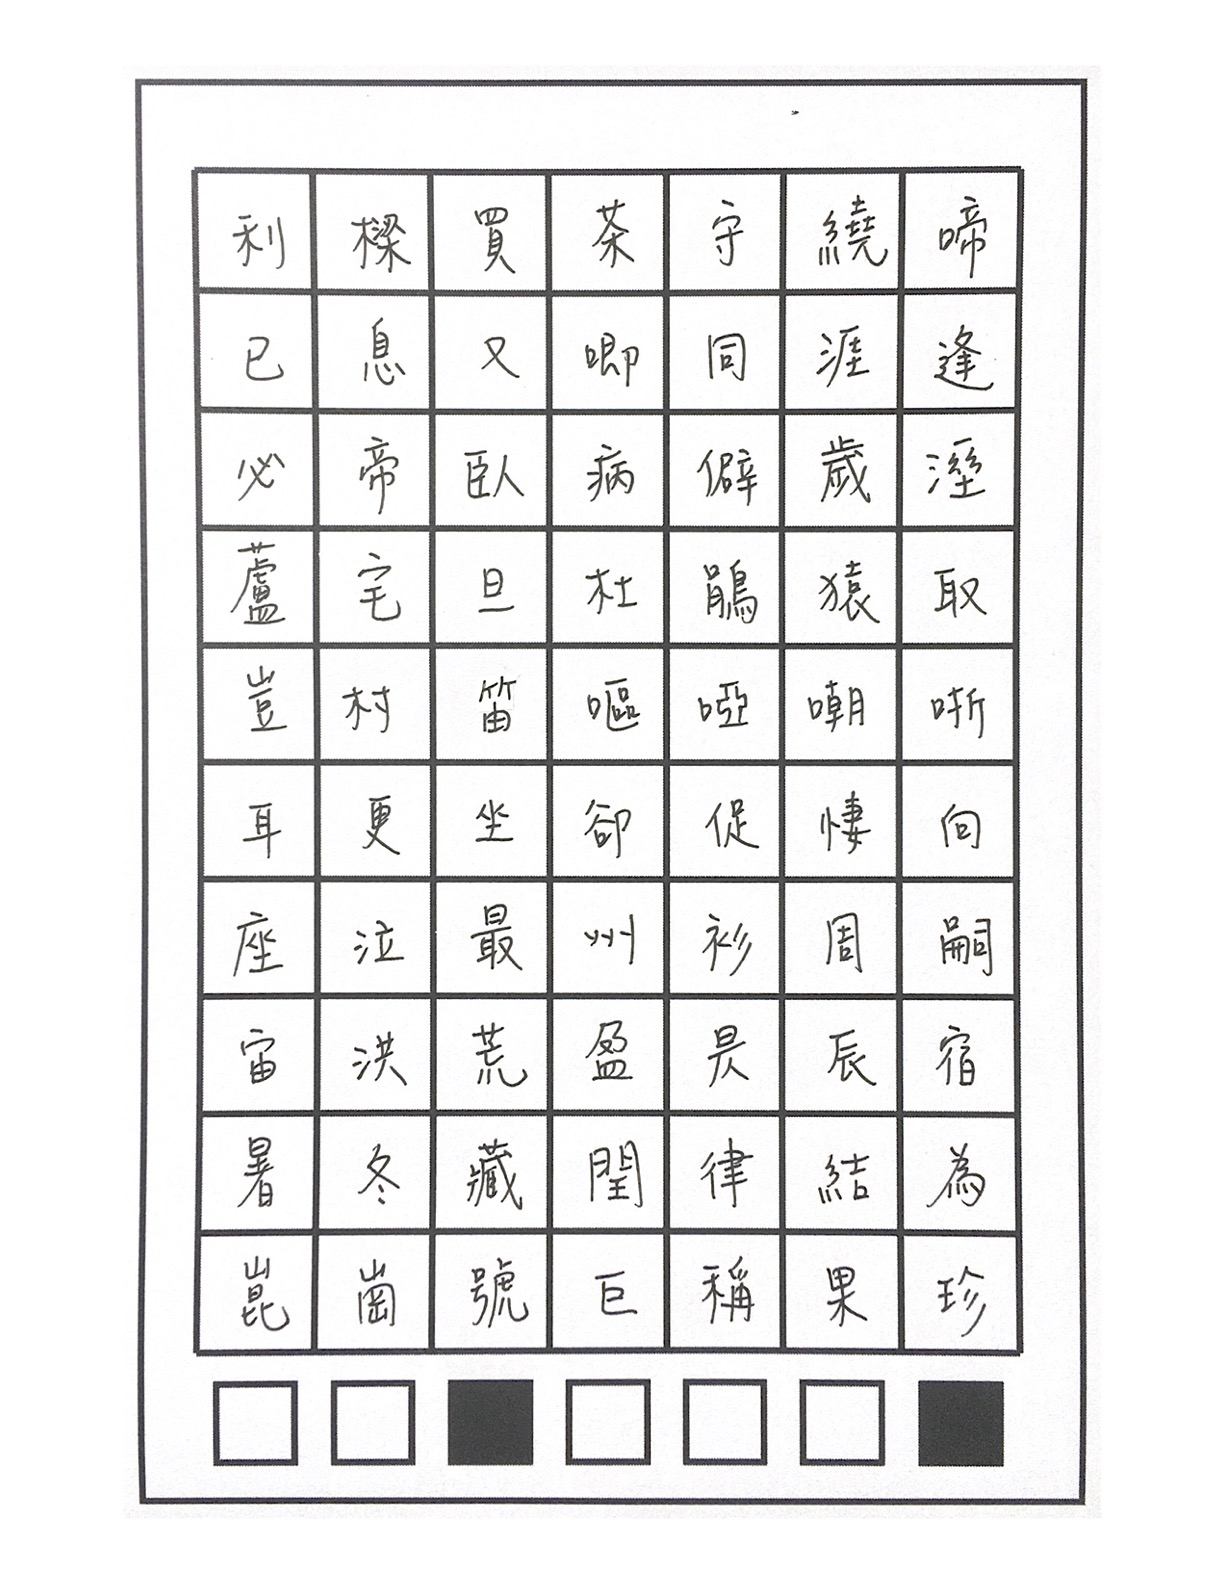 利樑買茶守繞啼
已息又唧同涯逢
必帝臥病僻歲溼
蘆宅旦杜鵑猿取
豈村笛嘔啞嘲哳
耳更坐卻促悽向
座泣最州衫周嗣
宙洪荒盈昃辰宿
暑冬藏閏律結為
崑崗號巨稱果珍